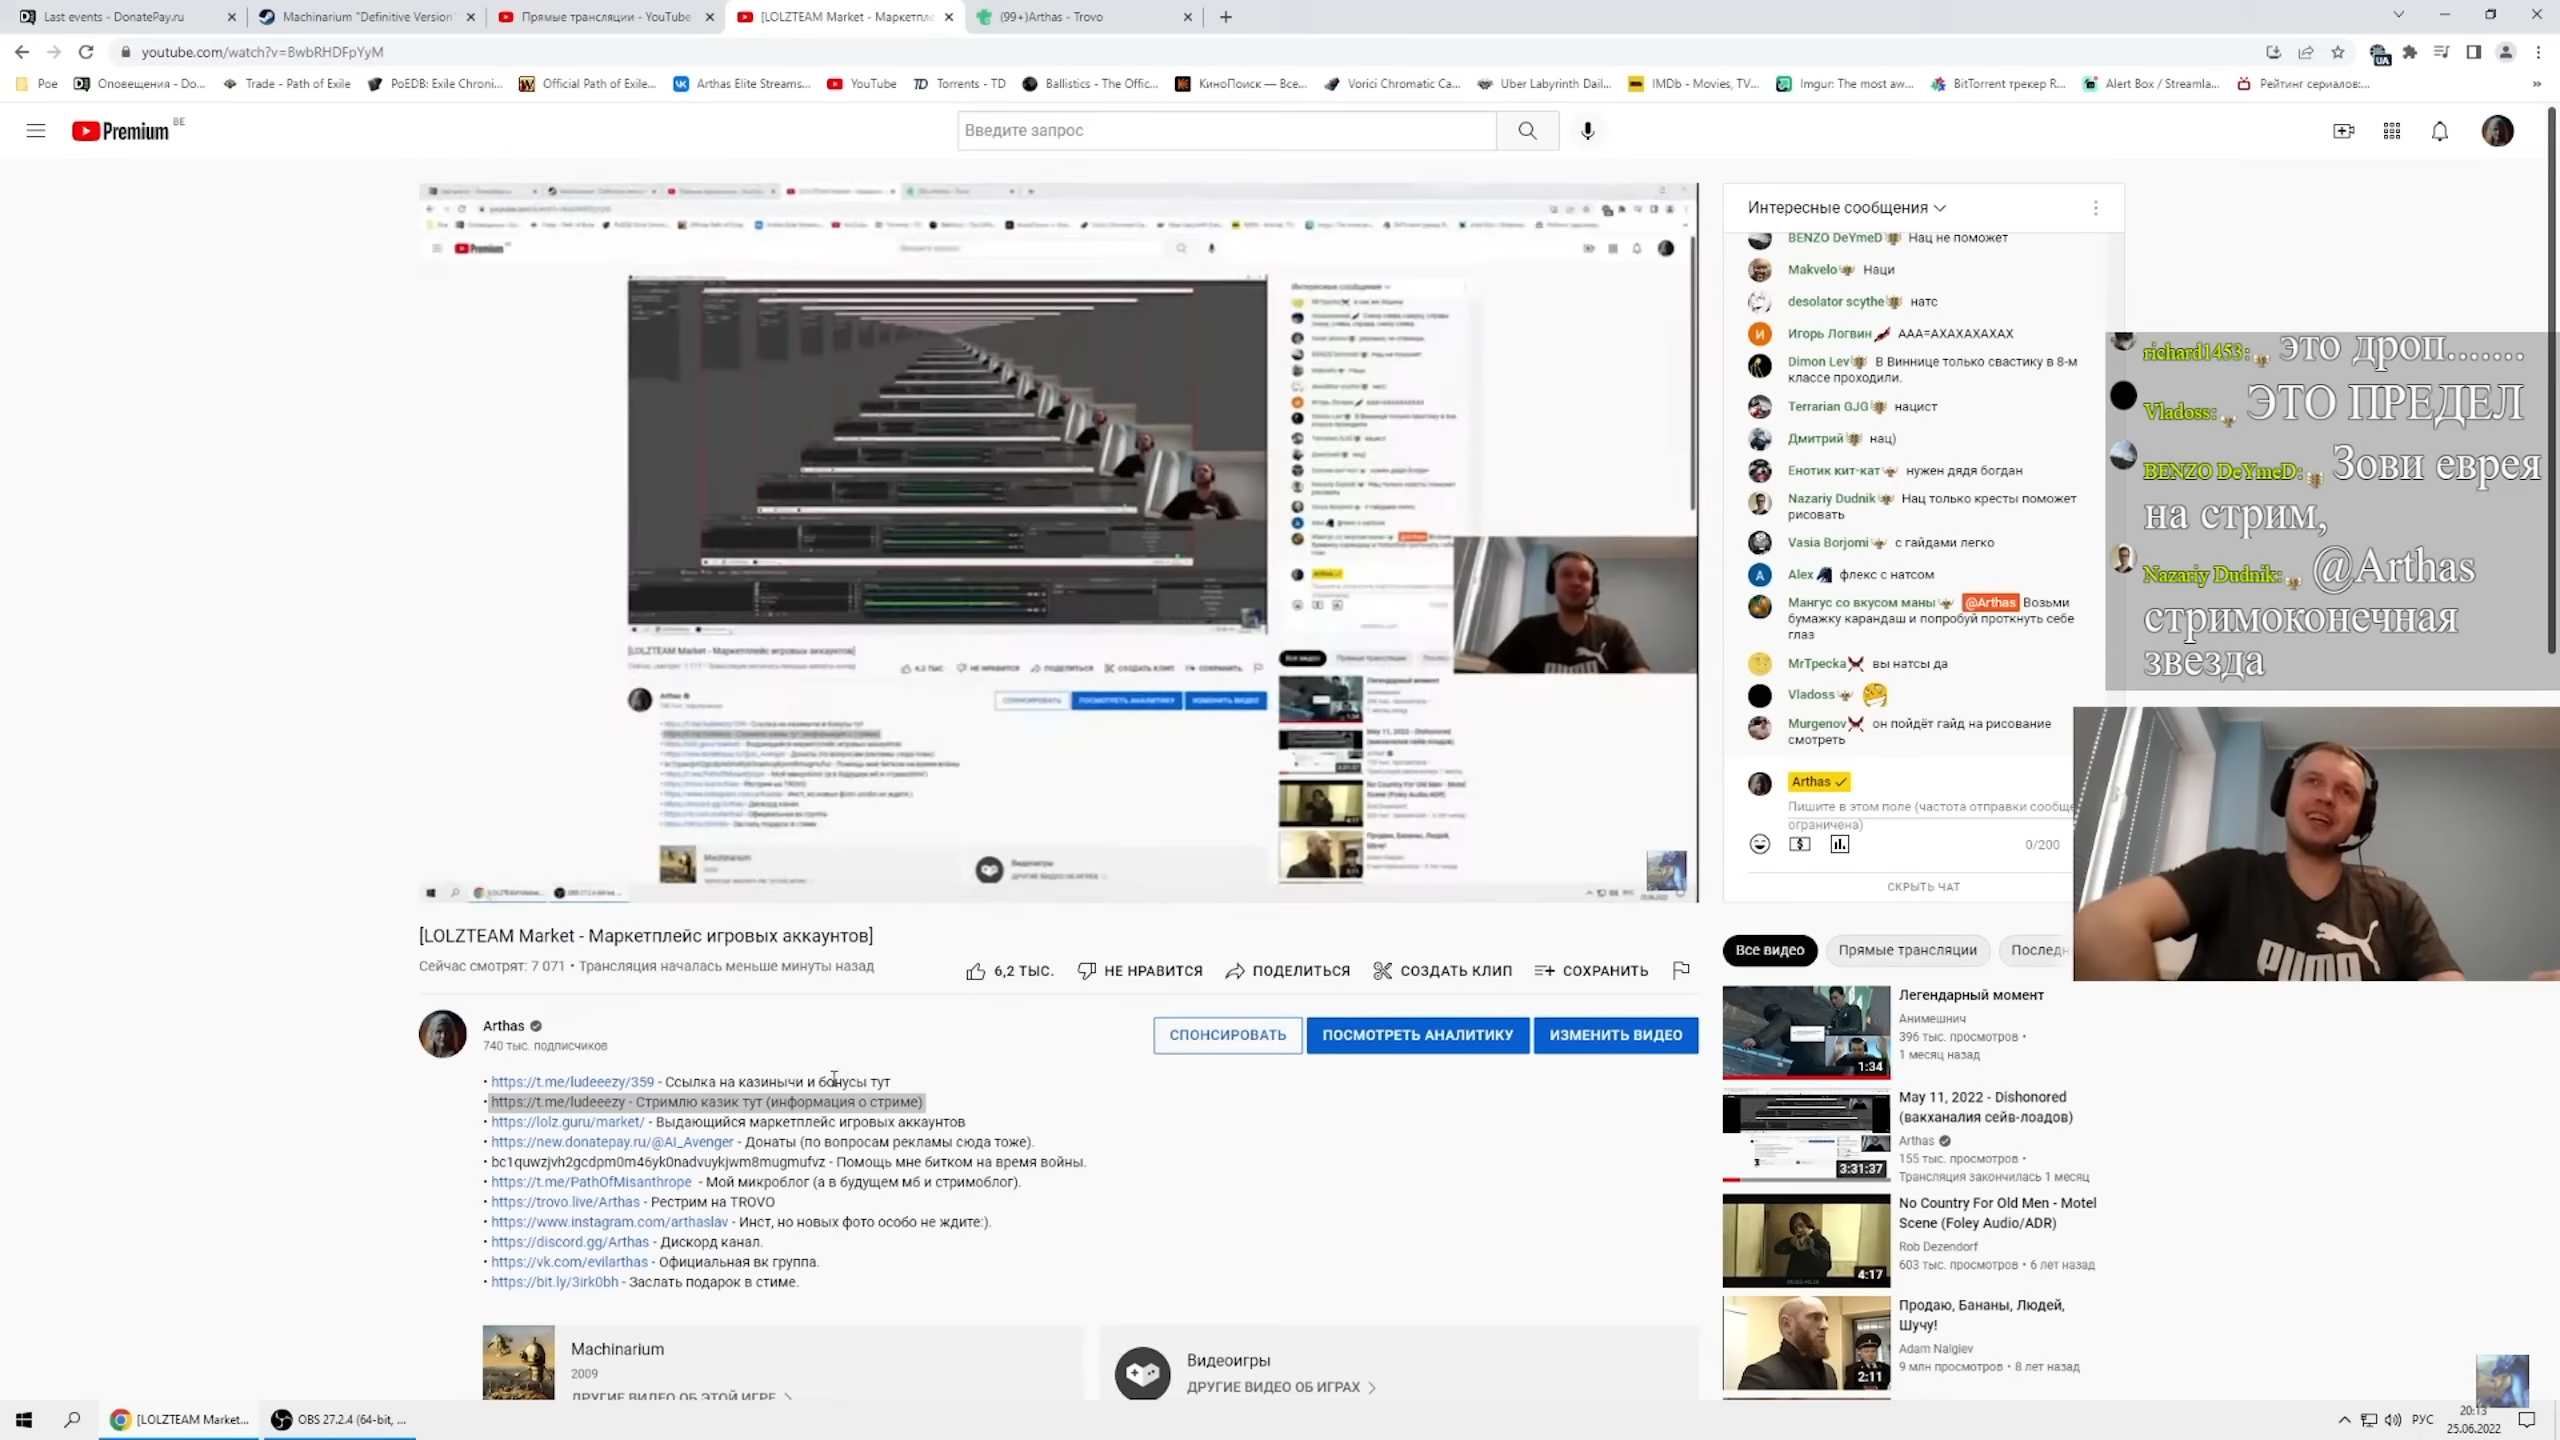 Last events - DonatePay.ru
Machinarium "Definitive Version"
Прямые трансляции - YouTube
[LOLZTEAM Market - Маркетпле
(99+)Arthas - Trovo
youtube.com/watch?v=BwbRHDFpYyM
Poe
Оповещения - Do...
Trade - Path of Exile
PoEDB: Exile Chroni...
Official Path of Exile...
Arthas Elite Streams...
YouTube
Torrents - TD
Ballistics - The Offic...
КиноПоиск — Все...
Vorici Chromatic Ca...
Uber Labyrinth Dail...
IMDb - Movies, TV...
Imgur: The most aw...
BitTorrent трекер R...
Alert Box / Streamla...
Рейтинг сериалов:...
Premium BE
Введите запрос
Интересные сообщения
BENZO DeYmeD Нац не поможет
Makvelo Наци
desolator scythe натс
Игорь Логвин ААА=АХАХАХАХАХ
Dimon Lev В Виннице только свастику в 8-м
классе проходили.
Terrarian GJG нацист
Дмитрий нац)
Енотик кит-кат нужен дядя богдан
Nazariy Dudnik Нац только кресты поможет
рисовать
Vasia Borjomi с гайдами легко
Alex флекс с натсом
Мангус со вкусом маны @Arthas Возьми
бумажку карандаш и попробуй проткнуть себе
глаз
MrТреска вы натсы да
Vladoss
Murgenov он пойдёт гайд на рисование
смотреть
Arthas
Пишите в этом поле (частота отправки сообще
ограничена)
0/200
СКРЫТЬ ЧАТ
richard1453: это дроп.......
Vladoss: ЭТО ПРЕДЕЛ
BENZO DeYmeD: Зови еврея
на стрим,
Nazariy Dudnik: @Arthas
стримоконечная
звезда
PUMA
[LOLZTEAM Market - Маркетплейс игровых аккаунтов]
Сейчас смотрят: 7 071 • Трансляция началась меньше минуты назад
6,2 ТЫС.
НЕ НРАВИТСЯ
ПОДЕЛИТЬСЯ
СОЗДАТЬ КЛИП
СОХРАНИТЬ
Arthas
740 тыс. подписчиков
СПОНСИРОВАТЬ
ПОСМОТРЕТЬ АНАЛИТИКУ
ИЗМЕНИТЬ ВИДЕО
• https://t.me/ludeeezy/359 - Ссылка на казинычи и бонусы тут
• https://t.me/ludeeezy - Стримлю казик тут (информация о стриме)
• https://lolz.guru/market/ - Выдающийся маркетплейс игровых аккаунтов
• https://new.donatepay.ru/@AI_Avenger - Донаты (по вопросам рекламы сюда тоже).
• bc1quwzjvh2gcdpm0m46yk0nadvuykjwm8mugmufvz - Помощь мне битком на время войны.
• https://t.me/PathOfMisanthrope - Мой микроблог (а в будущем мб и стримоблог).
• https://trovo.live/Arthas - Рестрим на TROVO
• https://www.instagram.com/arthaslav - Инст, но новых фото особо не ждите:).
• https://discord.gg/Arthas - Дискорд канал.
• https://vk.com/evilarthas - Официальная вк группа.
• https://bit.ly/3irk0bh - Заслать подарок в стиме.
Machinarium
2009
ДРУГИЕ ВИДЕО ОБ ЭТОЙ ИГРЕ
Видеоигры
ДРУГИЕ ВИДЕО ОБ ИГРАХ
Все видео
Прямые трансляции
Последн
Легендарный момент
Анимешнич
396 тыс. просмотров •
1 месяц назад
1:34
May 11, 2022 - Dishonored
(вакханалия сейв-лоадов)
Arthas
155 тыс. просмотров •
Трансляция закончилась 1 месяц
3:31:37
No Country For Old Men - Motel
Scene (Foley Audio/ADR)
Rob Dezendorf
603 тыс. просмотров • 6 лет назад
4:17
Продаю, Бананы, Людей,
Шучу!
Adam Nalgiev
9 млн просмотров • 8 лет назад
2:11
[LOLZTEAM Market...
OBS 27.2.4 (64-bit, ...
РУС
20:13
25.06.2022